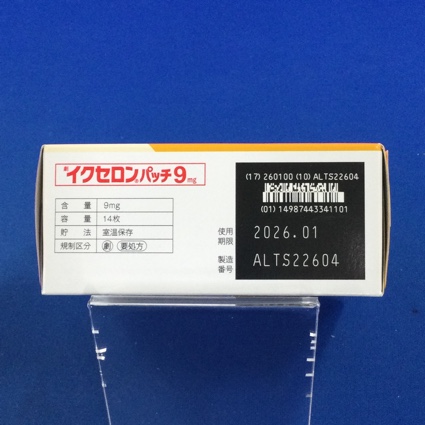 イクセロン®パッチ9mg
含 量 9mg
容 量 14枚
貯 法 室温保存
規制区分 劇 要処方
(17) 260100 (10) ALTS22604
(01) 14987443341101
使用期限 2026.01
製造番号 ALTS22604